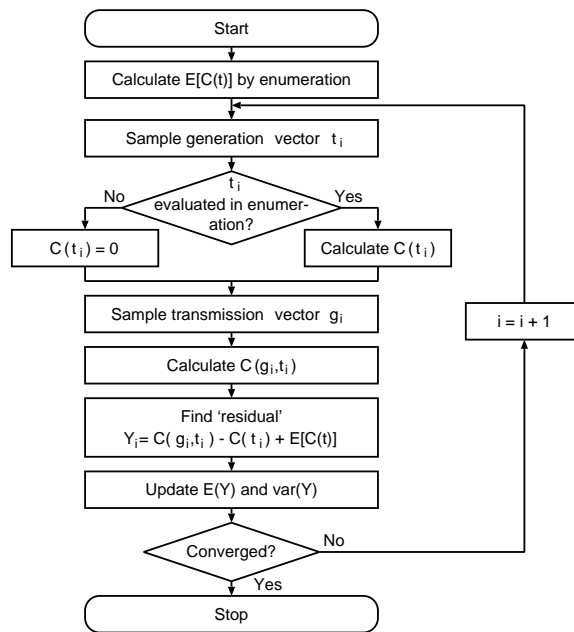 Start
Calculate E[C(t)] by enumeration
Sample generation vector t i
t i
evaluated in enumer-
ation?
No
Yes
C ( t i ) = 0
Calculate C ( t i )
Sample transmission vector g i
i = i + 1
Calculate C ( g i , t i )
Find ‘residual’
Y i = C( g i , t i ) - C ( t i ) + E[C(t)]
Update E(Y) and var(Y)
Converged?
No
Yes
Stop